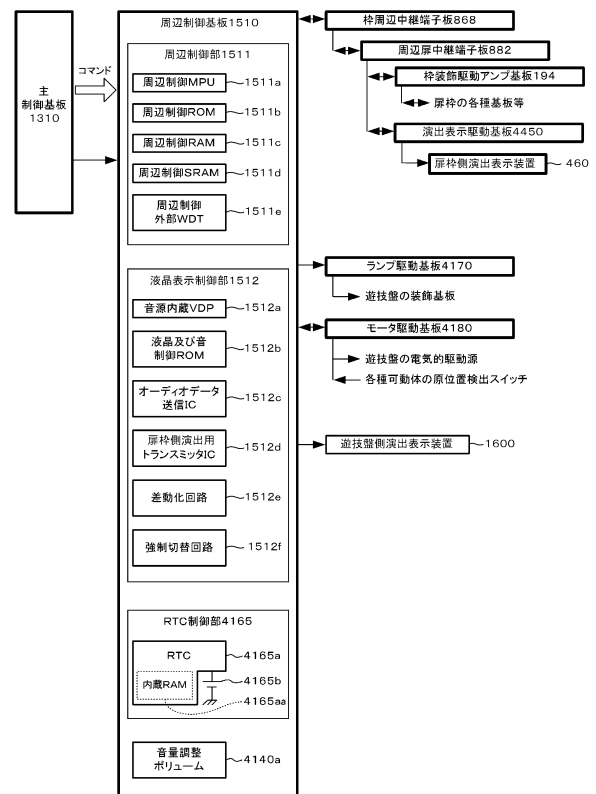 主
制御基板
1310
コマンド
周辺制御基板1510
周辺制御部1511
周辺制御MPU
1511a
周辺制御ROM
1511b
周辺制御RAM
1511c
周辺制御SRAM
1511d
周辺制御
外部WDT
1511e
液晶表示制御部1512
音源内蔵VDP
1512a
液晶及び音
制御ROM
1512b
オーディオデータ
送信IC
1512c
扉枠側演出用
トランスミッタIC
1512d
差動化回路
1512e
強制切替回路
1512f
RTC制御部4165
RTC
4165a
内蔵RAM
4165b
4165aa
音量調整
ボリューム
4140a
枠周辺中継端子板868
周辺扉中継端子板882
枠装飾駆動アンプ基板194
扉枠の各種基板等
演出表示駆動基板4450
扉枠側演出表示装置
460
ランプ駆動基板4170
遊技盤の装飾基板
モータ駆動基板4180
遊技盤の電気的駆動源
各種可動体の原位置検出スイッチ
遊技盤側演出表示装置
1600